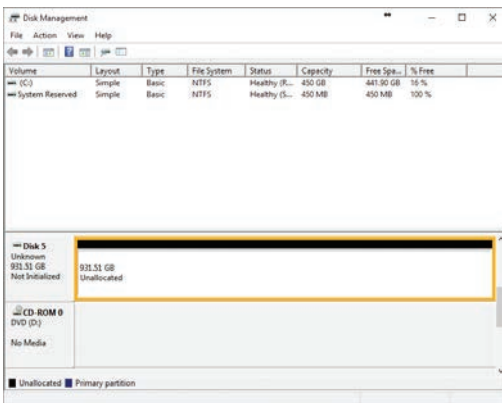 Disk Management
File Action View Help
Volume Layout Type File System Status Capacity Free Spa... % Free
(C:) Simple Basic NTFS Healthy (R... 450 GB 441.90 GB 16 %
System Reserved Simple Basic NTFS Healthy (S... 450 MB 450 MB 100 %
Disk 5
Unknown
931.51 GB
Not Initialized
931.51 GB
Unallocated
CD-ROM 0
DVD (D:)
No Media
Unallocated Primary partition